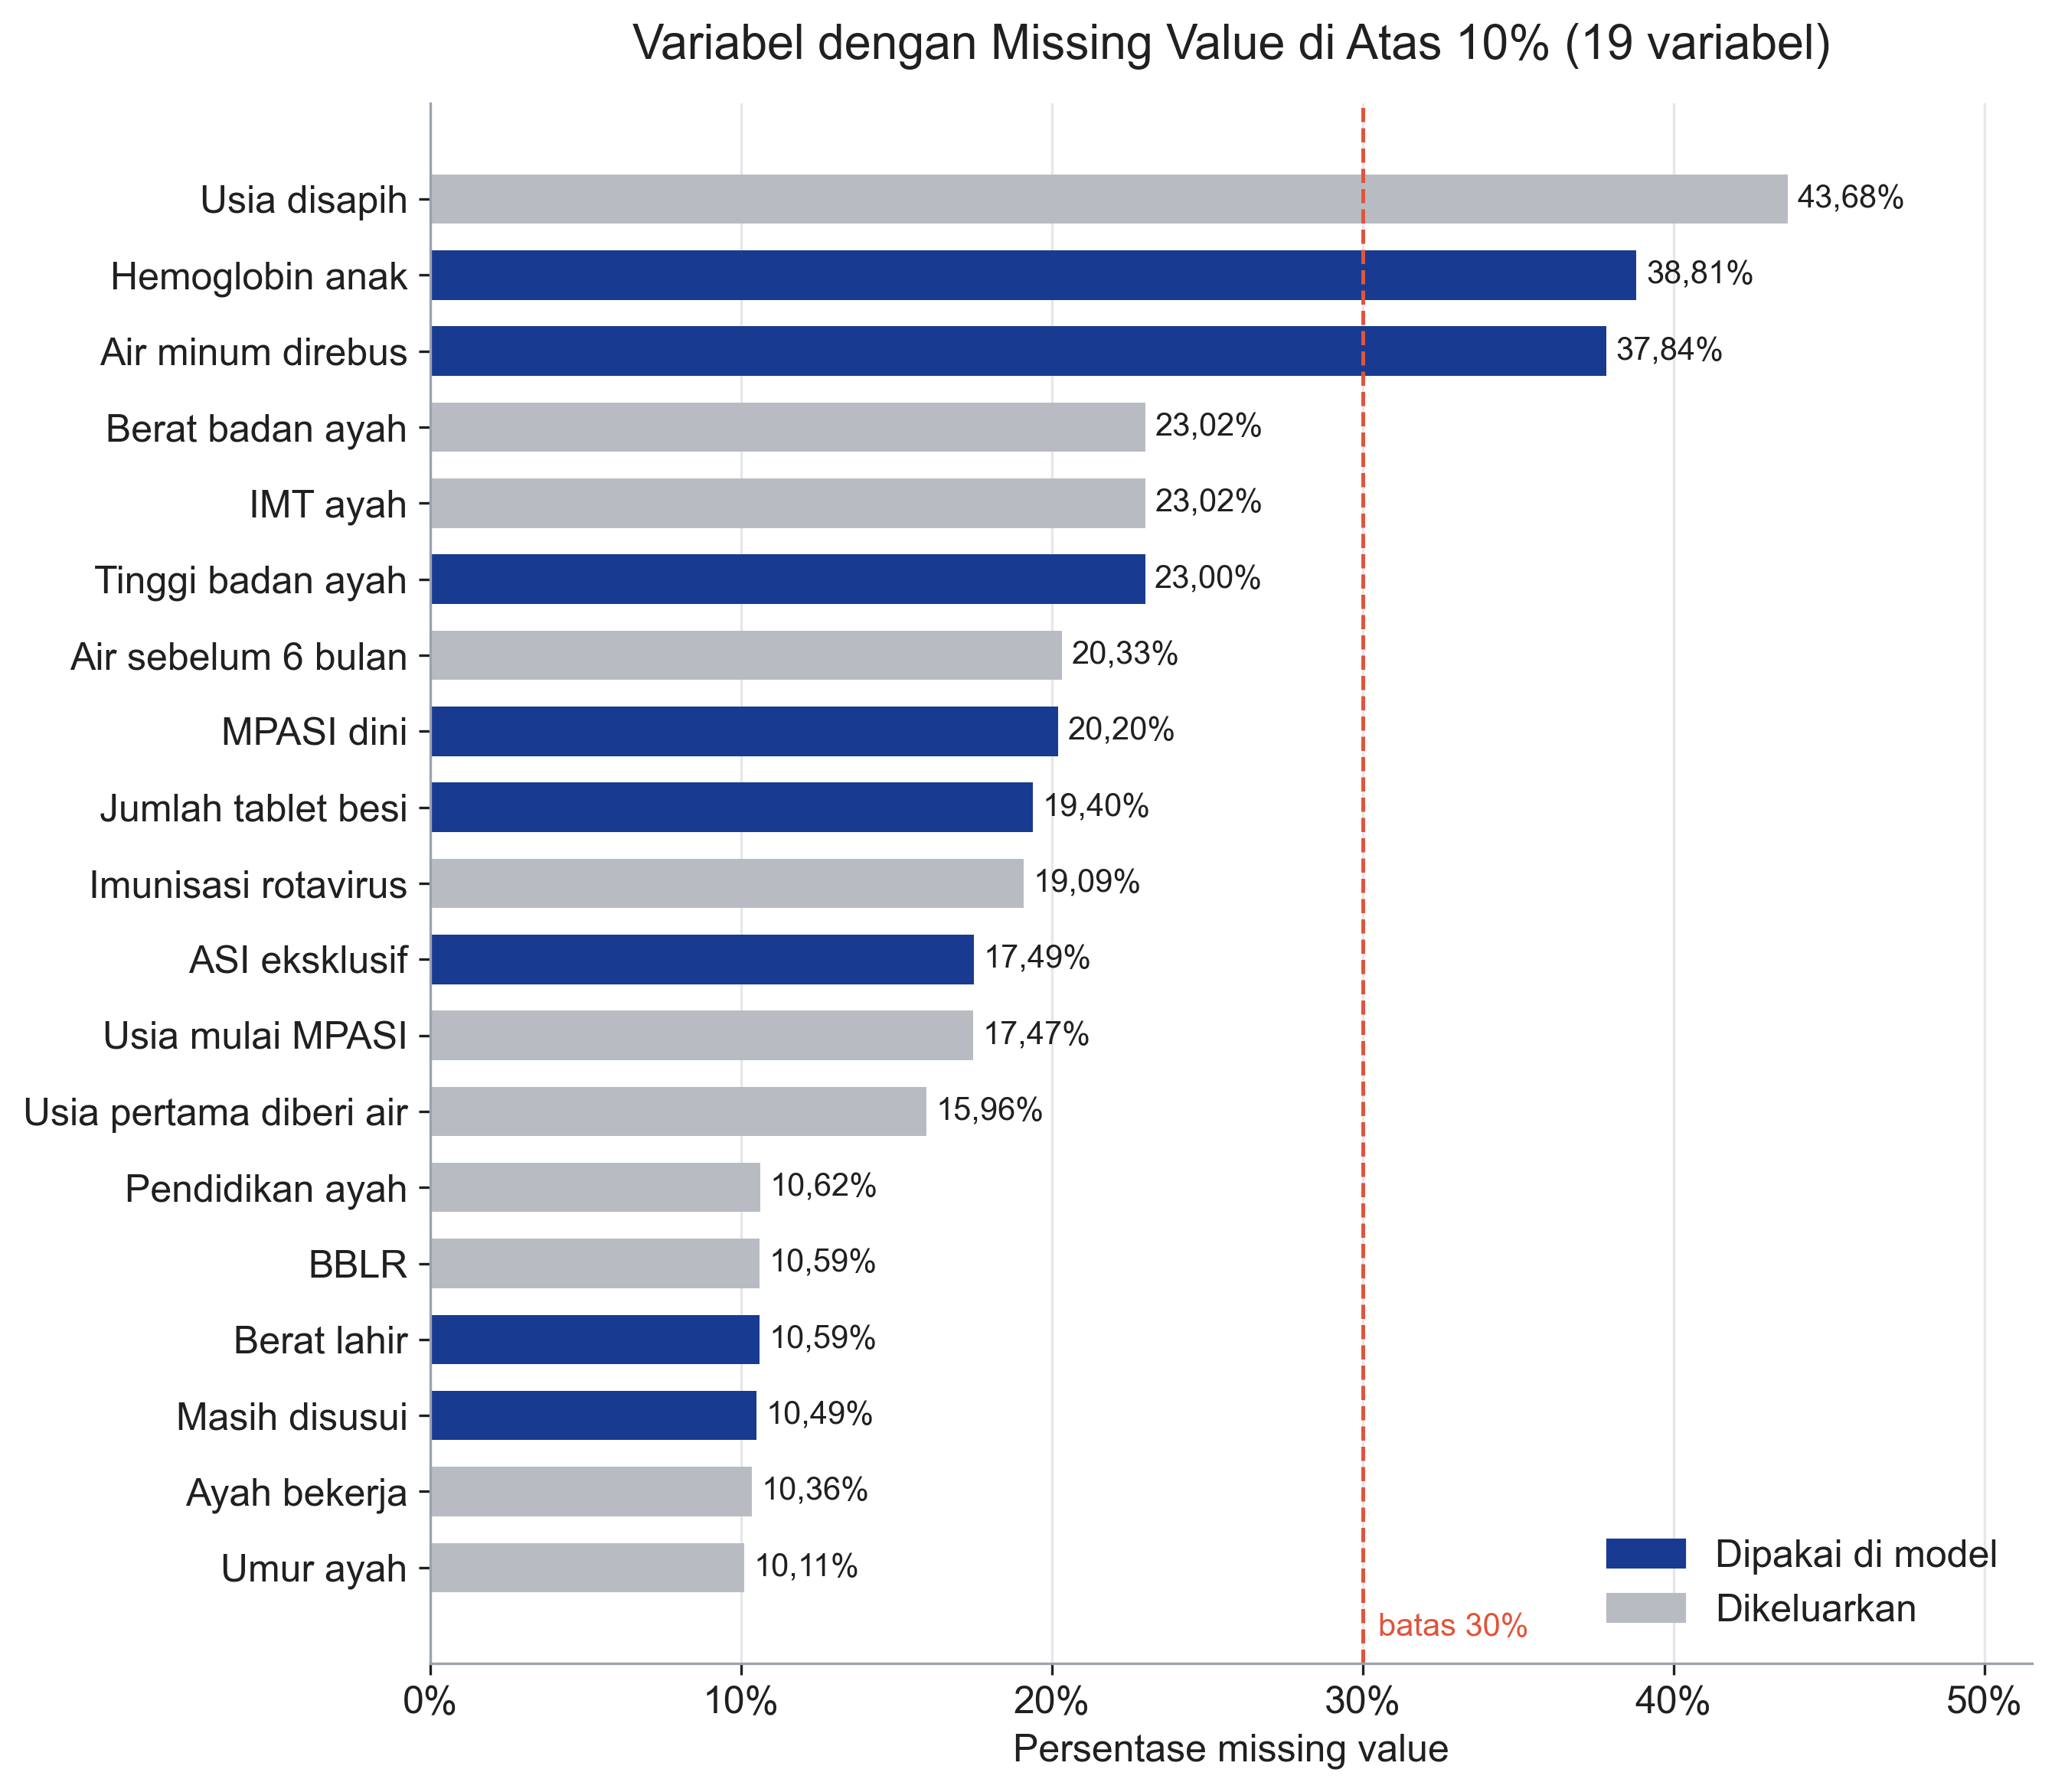 Variabel dengan Missing Value di Atas 10% (19 variabel)
Usia disapih 43,68%
Hemoglobin anak 38,81%
Air minum direbus 37,84%
Berat badan ayah 23,02%
IMT ayah 23,02%
Tinggi badan ayah 23,00%
Air sebelum 6 bulan 20,33%
MPASI dini 20,20%
Jumlah tablet besi 19,40%
Imunisasi rotavirus 19,09%
ASI eksklusif 17,49%
Usia mulai MPASI 17,47%
Usia pertama diberi air 15,96%
Pendidikan ayah 10,62%
BBLR 10,59%
Berat lahir 10,59%
Masih disusui 10,49%
Ayah bekerja 10,36%
Umur ayah 10,11%
Dipakai di model
Dikeluarkan
batas 30%
0% 10% 20% 30% 40% 50%
Persentase missing value